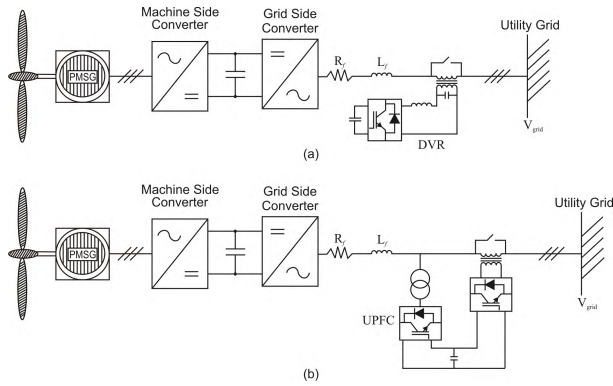 Machine Side
Converter
Grid Side
Converter
Utility Grid
PMSG
R_f
L_f
DVR
V_grid
(a)
Machine Side
Converter
Grid Side
Converter
Utility Grid
PMSG
R_f
L_f
UPFC
V_grid
(b)